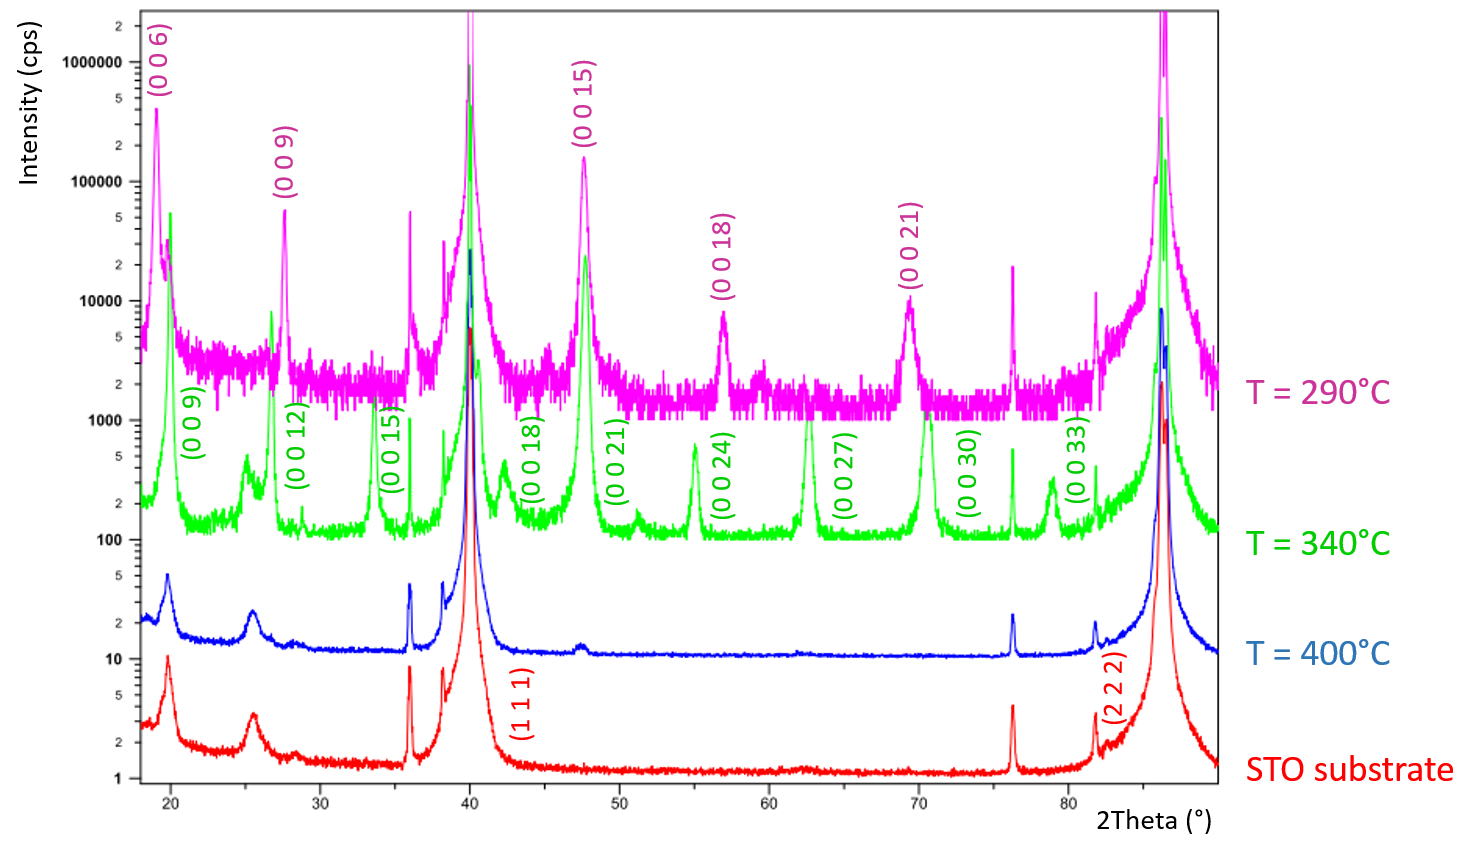 Intensity (cps)
2
1000000
5
2
100000
5
2
10000
5
2
1000
5
2
100
5
2
10
5
2
1
20
30
40
50
60
70
80
2Theta (°)
(0 0 6)
(0 0 9)
(0 0 15)
(0 0 18)
(0 0 21)
(0 0 9)
(0 0 12)
(0 0 15)
(0 0 18)
(0 0 21)
(0 0 24)
(0 0 27)
(0 0 30)
(0 0 33)
(1 1 1)
(2 2 2)
T = 290°C
T = 340°C
T = 400°C
STO substrate